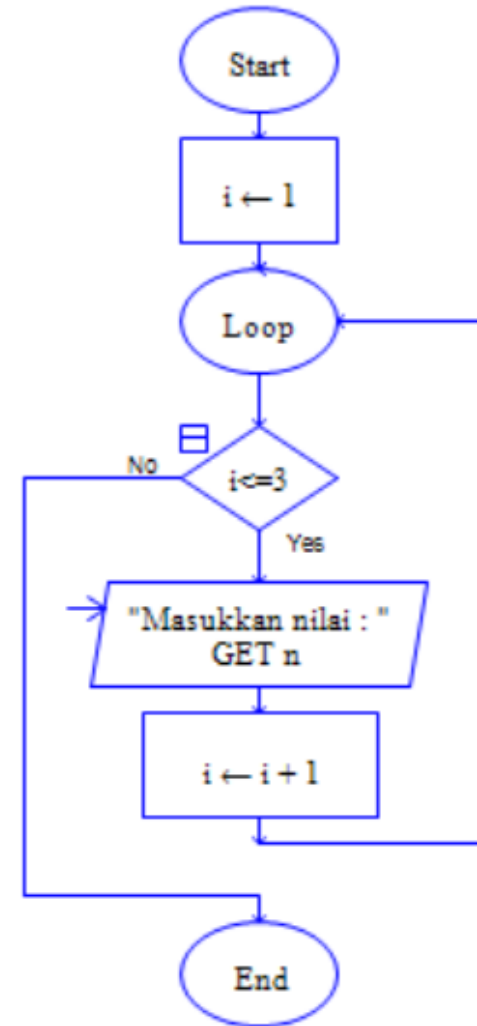 Start
i ← 1
Loop
i<=3
No
Yes
"Masukkan nilai : "
GET n
i ← i + 1
End